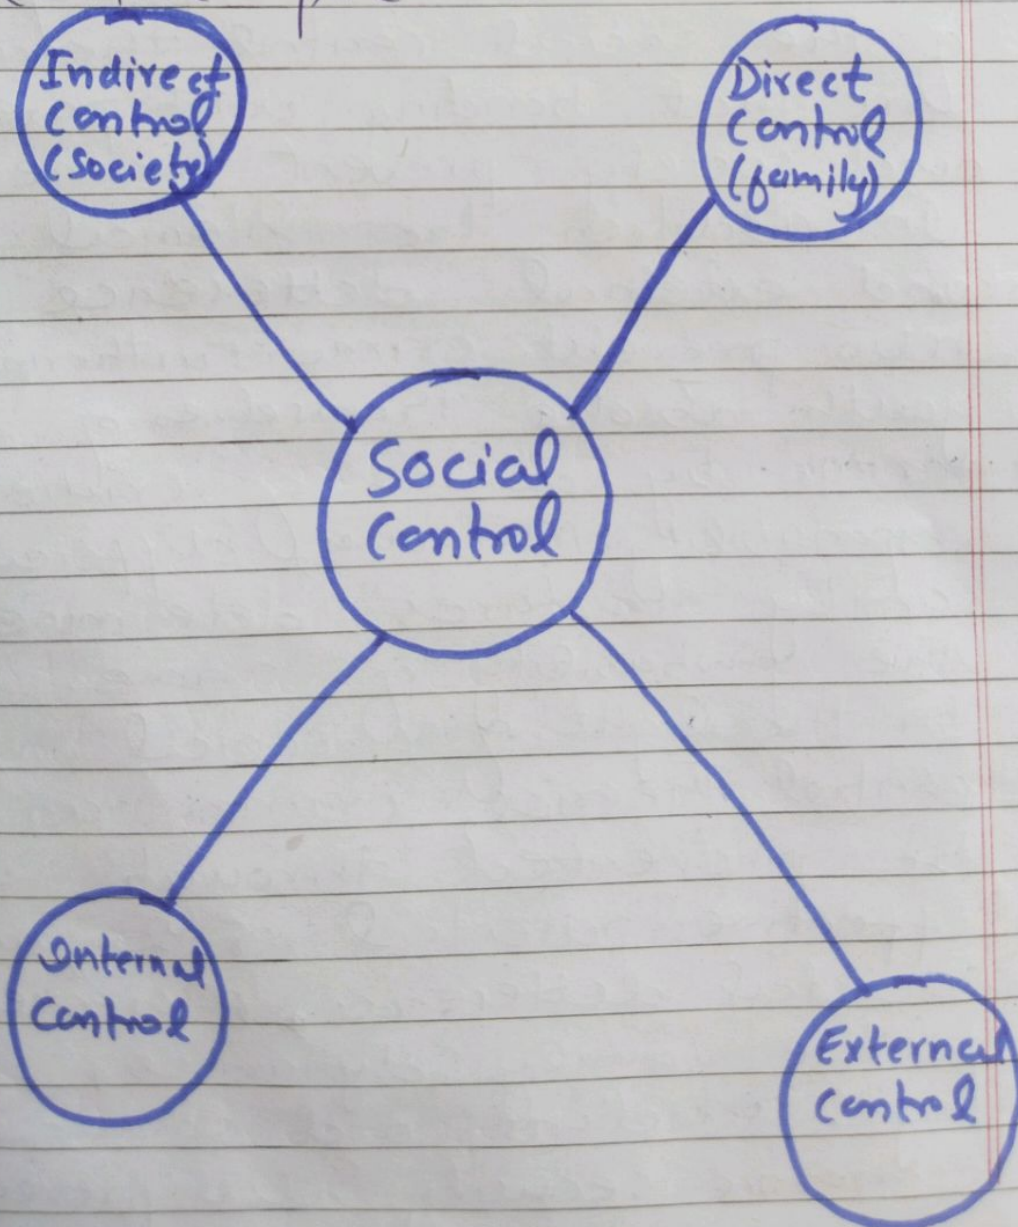 Indirect
Control
(society)
Direct
Control
(family)
Social
Control
Internal
Control
External
Control